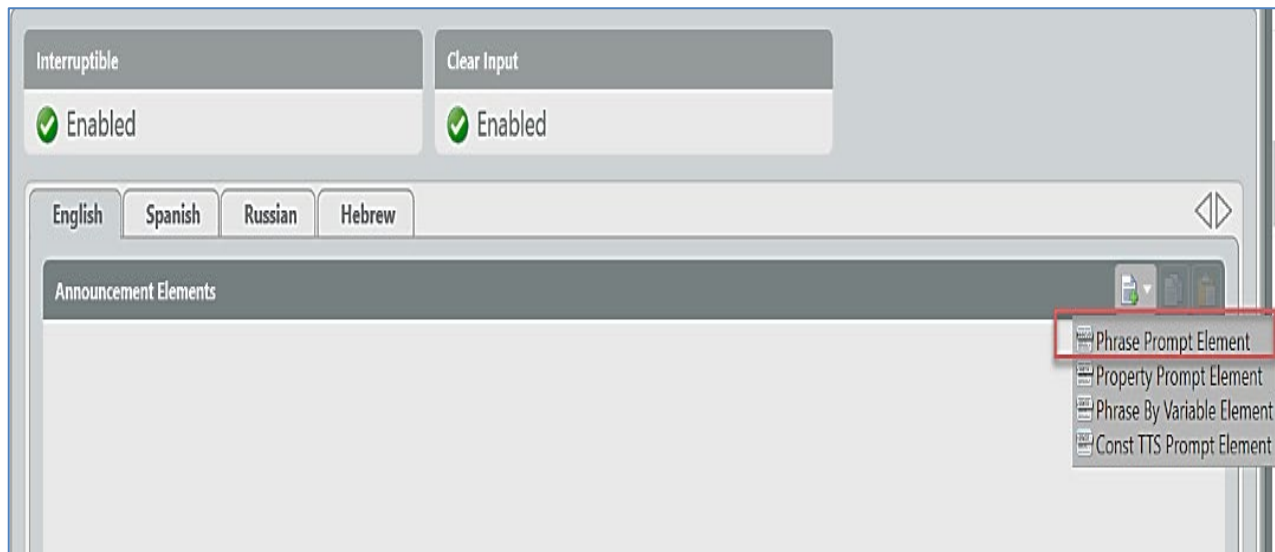 Interruptible
Clear Input
Enabled
Enabled
English Spanish Russian Hebrew
Announcement Elements
Phrase Prompt Element
Property Prompt Element
Phrase By Variable Element
Const TTS Prompt Element